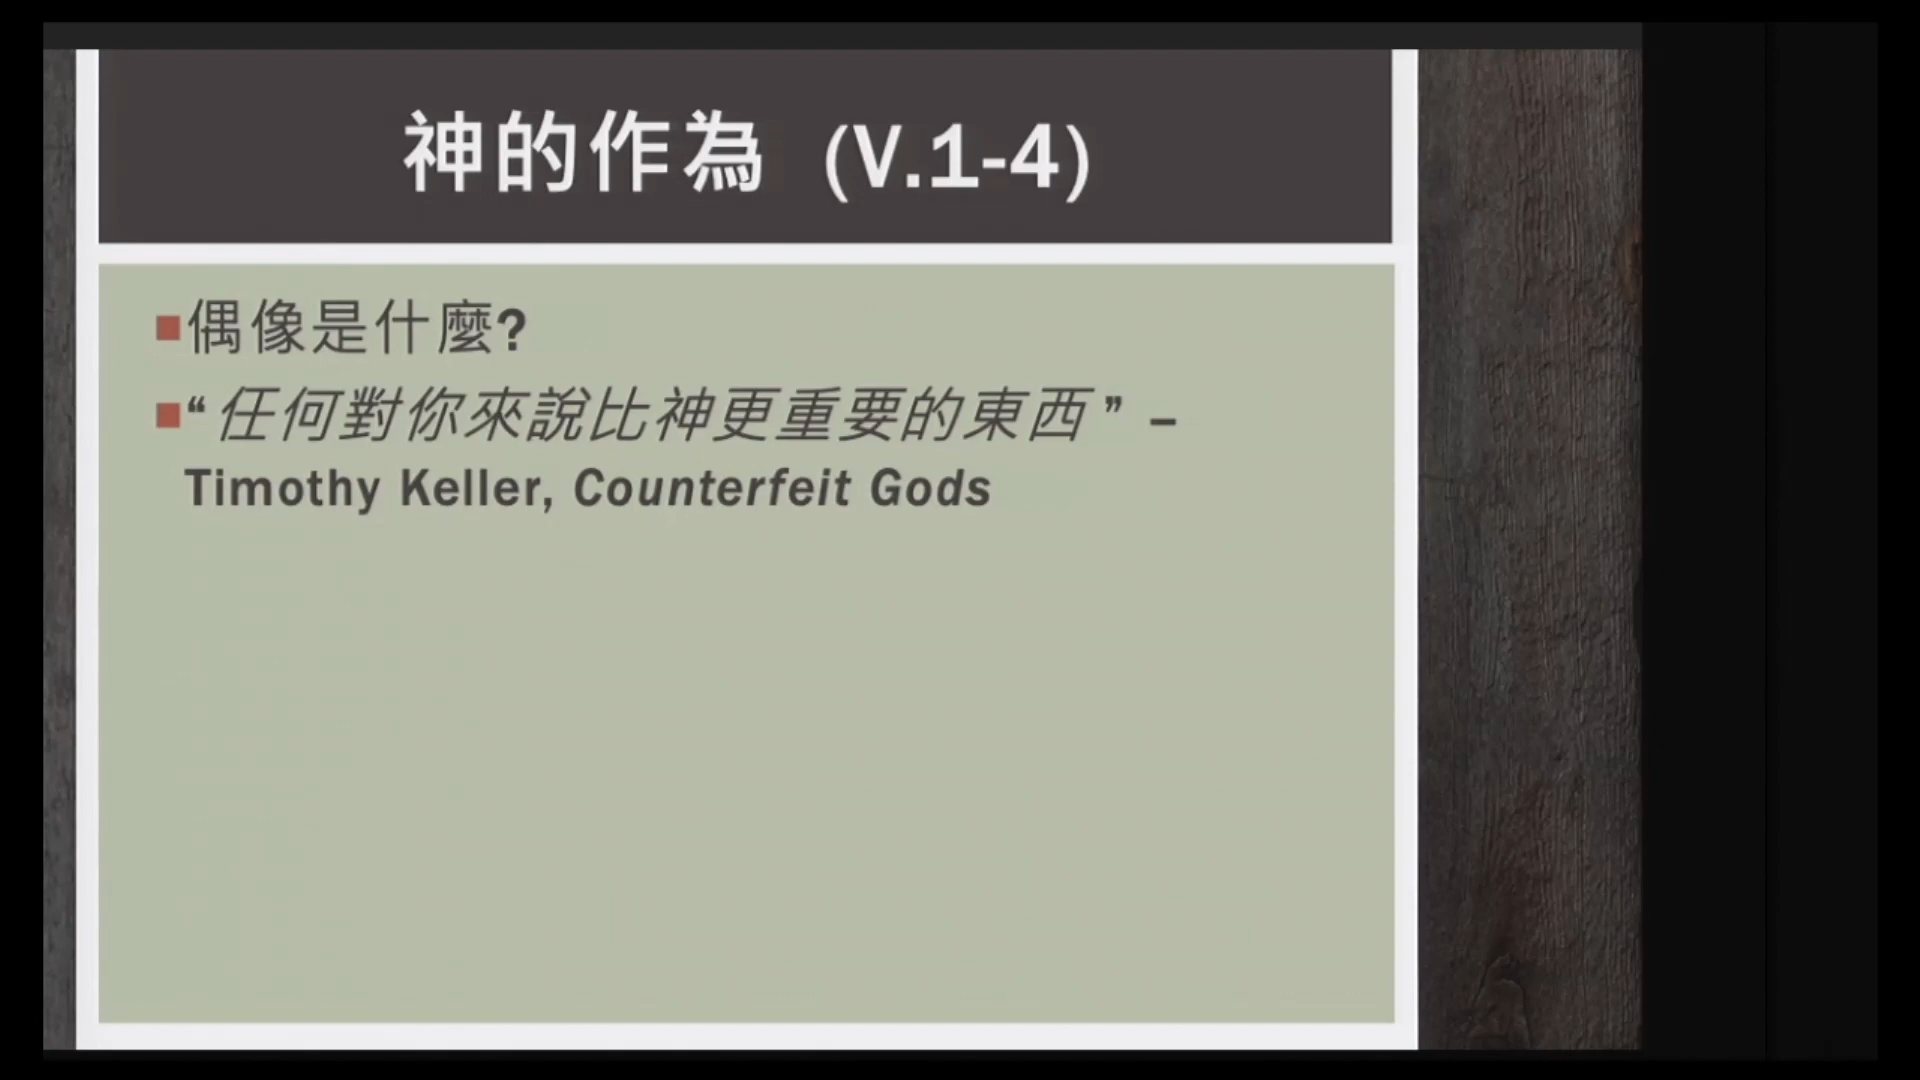 神的作為 (V.1-4)
偶像是什麼?
“任何對你來說比神更重要的東西” –
Timothy Keller, Counterfeit Gods